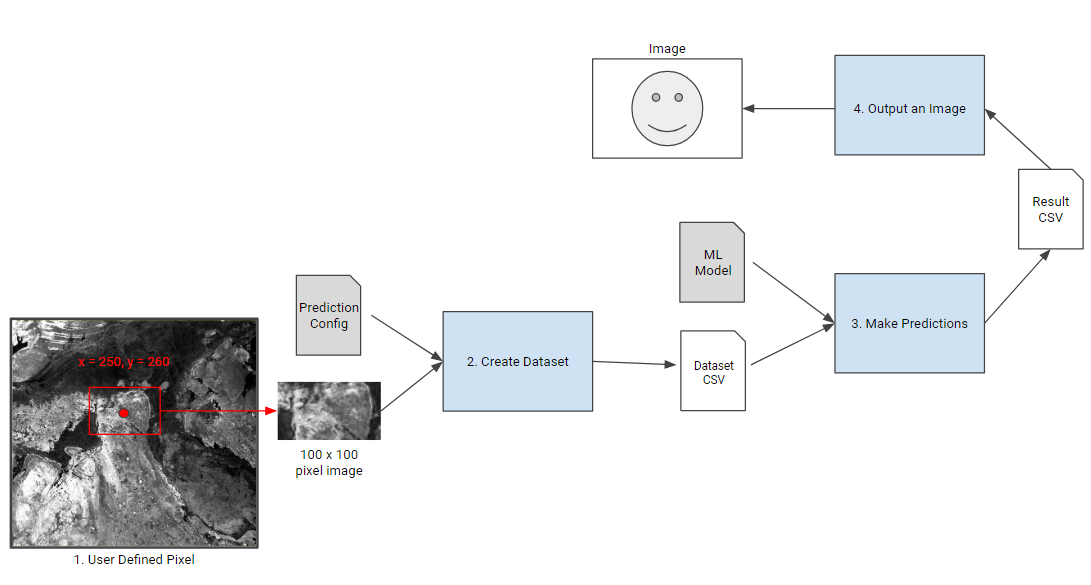 Image
4. Output an Image
Result
CSV
ML
Model
3. Make Predictions
Prediction
Config
2. Create Dataset
Dataset
CSV
x = 250, y = 260
100 x 100
pixel image
1. User Defined Pixel